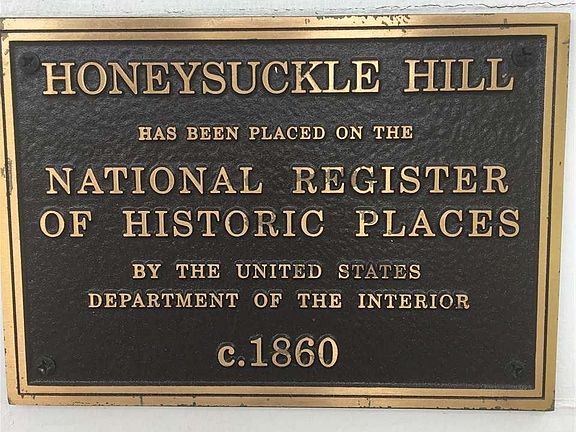 HONEYSUCKLE HILL
HAS BEEN PLACED ON THE
NATIONAL REGISTER
OF HISTORIC PLACES
BY THE UNITED STATES
DEPARTMENT OF THE INTERIOR
c.1860